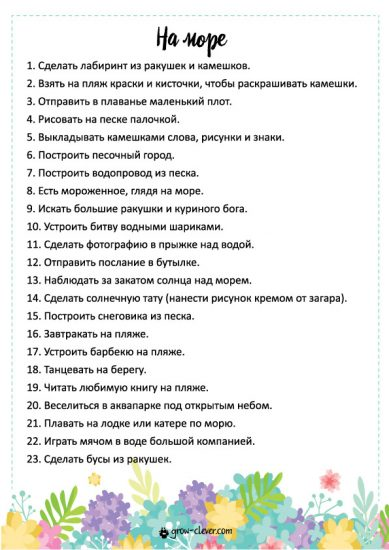 На море
1. Сделать лабиринт из ракушек и камешков.
2. Взять на пляж краски и кисточки, чтобы раскрашивать камешки.
3. Отправить в плаванье маленький плот.
4. Рисовать на песке палочкой.
5. Выкладывать камешками слова, рисунки и знаки.
6. Построить песочный город.
7. Построить водопровод из песка.
8. Есть мороженное, глядя на море.
9. Искать большие ракушки и куриного бога.
10. Устроить битву водными шариками.
11. Сделать фотографию в прыжке над водой.
12. Отправить послание в бутылке.
13. Наблюдать за закатом солнца над морем.
14. Сделать солнечную тату (нанести рисунок кремом от загара).
15. Построить снеговика из песка.
16. Завтракать на пляже.
17. Устроить барбекю на пляже.
18. Танцевать на берегу.
19. Читать любимую книгу на пляже.
20. Веселиться в аквапарке под открытым небом.
21. Плавать на лодке или катере по морю.
22. Играть мячом в воде большой компанией.
23. Сделать бусы из ракушек.
grow-clever.com